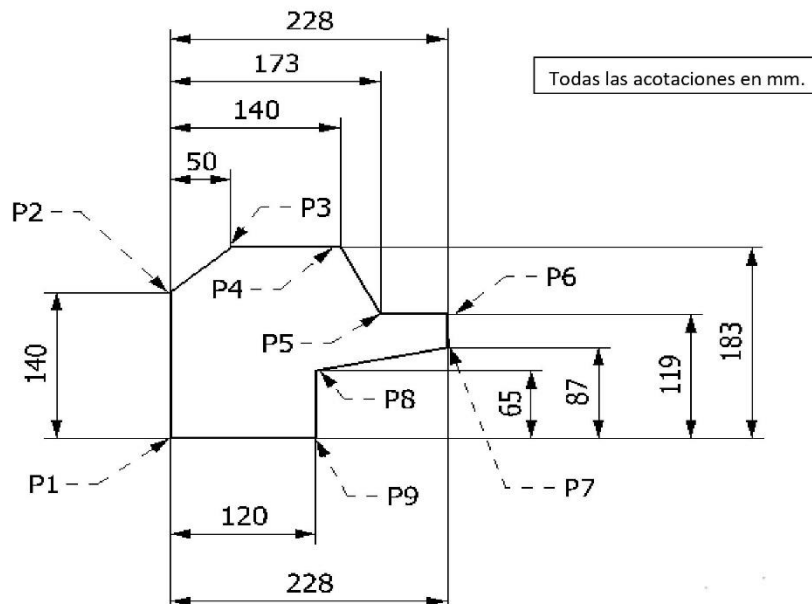 228
173
Todas las acotaciones en mm.
140
50
P3
P2
P4
P6
P5
140
183
119
87
65
P8
P1
P9
P7
120
228